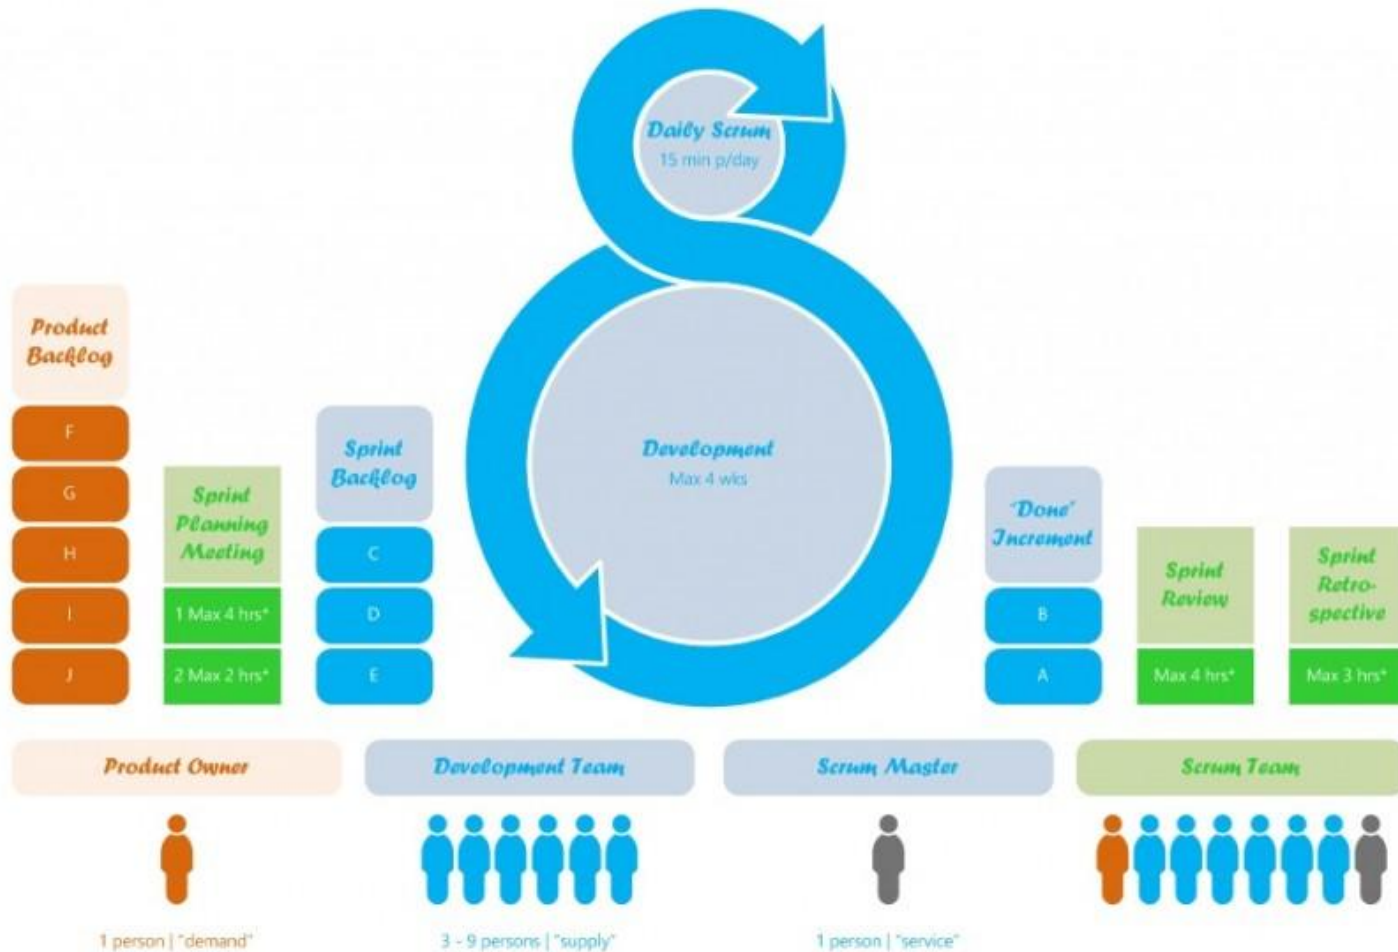 Daily Scrum
15 min p/day
Product
Backlog
F
G
H
I
J
Sprint
Planning
Meeting
1 Max 4 hrs*
2 Max 2 hrs*
Sprint
Backlog
C
D
E
Development
Max 4 wks
"Done"
Increment
B
A
Sprint
Review
Max 4 hrs*
Sprint
Retro-
spective
Max 3 hrs*
Product Owner
Development Team
Scrum Master
Scrum Team
1 person | "demand"
3 - 9 persons | "supply"
1 person | "service"